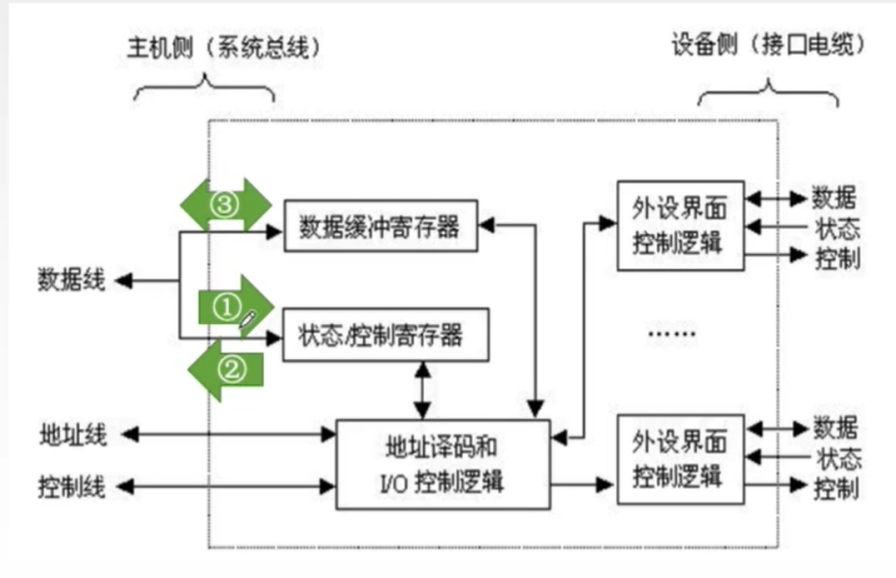 主机侧（系统总线）
设备侧（接口电缆）
③
数据缓冲寄存器
外设界面
控制逻辑
数据
状态
控制
数据线
①
状态/控制寄存器
②
……
地址线
控制线
地址译码和
I/O 控制逻辑
外设界面
控制逻辑
数据
状态
控制